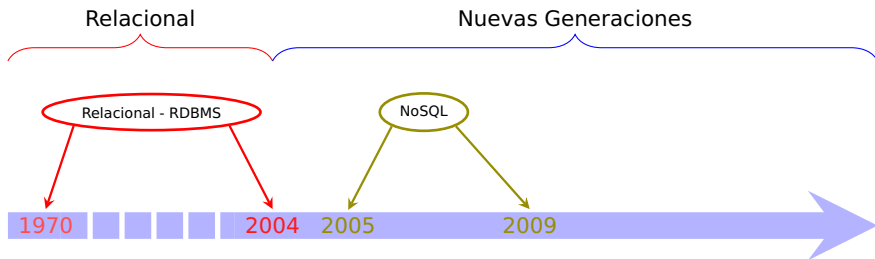 Relacional
Nuevas Generaciones
Relacional - RDBMS
NoSQL
1970
2004
2005
2009